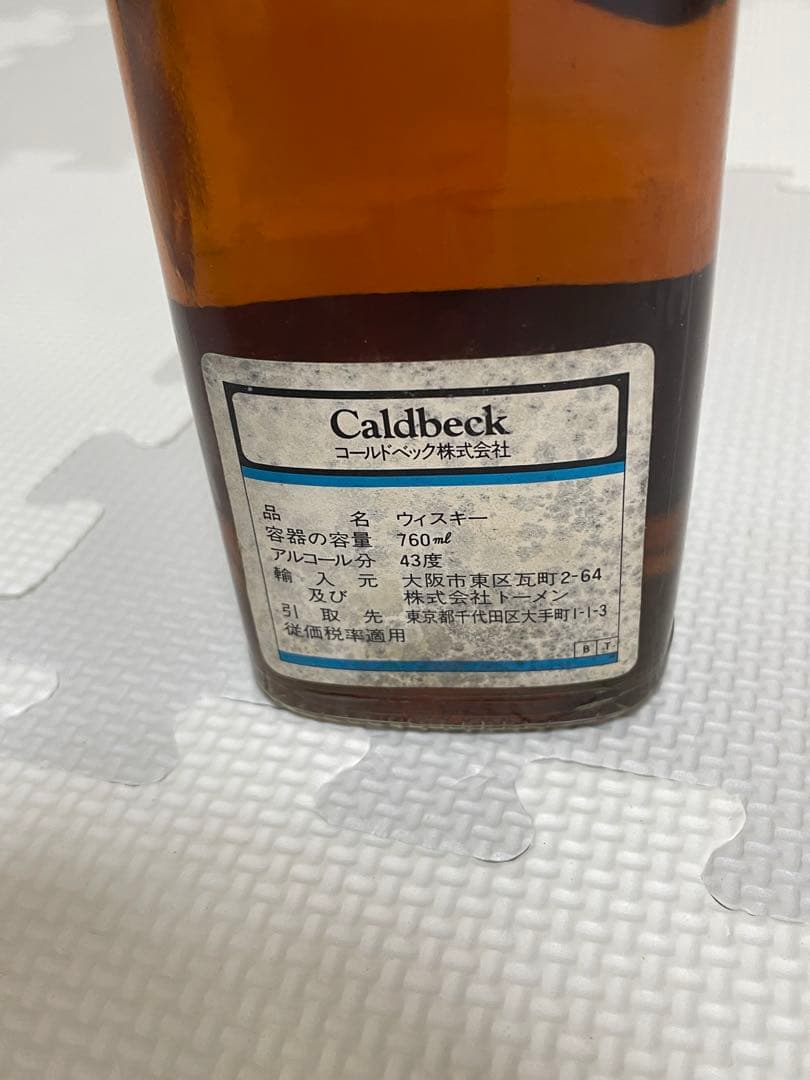 Caldbeck
コールドベック株式会社
品 名 ウィスキー
容器の容量 760ml
アルコール分 43度
輸入元 大阪市東区瓦町2-64
及び 株式会社トーメン
引取先 東京都千代田区大手町1-1-3
従価税率適用
B T